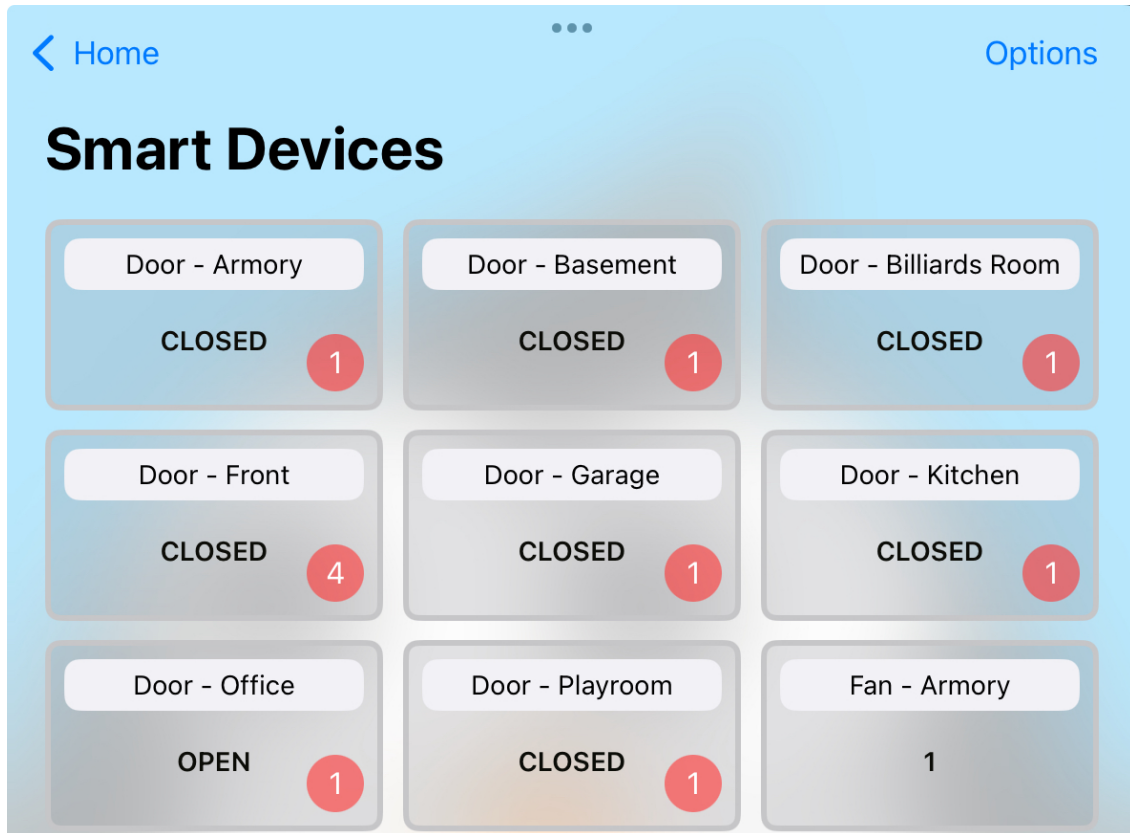 Home
Options
Smart Devices
Door - Armory
Door - Basement
Door - Billiards Room
CLOSED
1
CLOSED
1
CLOSED
1
Door - Front
Door - Garage
Door - Kitchen
CLOSED
4
CLOSED
1
CLOSED
1
Door - Office
Door - Playroom
Fan - Armory
OPEN
1
CLOSED
1
1